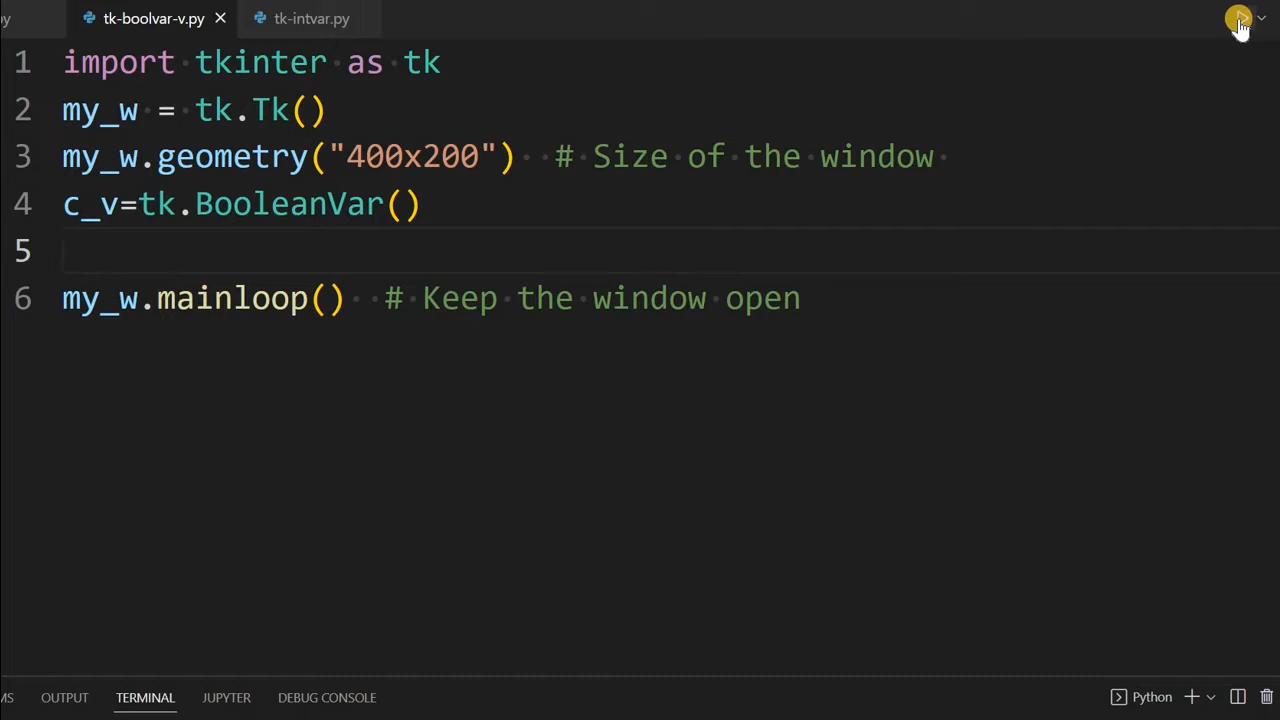 py tk-boolvar-v.py tk-intvar.py
1 import tkinter as tk
2 my_w = tk.Tk()
3 my_w.geometry("400x200")  # Size of the window
4 c_v=tk.BooleanVar()
5
6 my_w.mainloop()  # Keep the window open
MS OUTPUT TERMINAL JUPYTER DEBUG CONSOLE Python